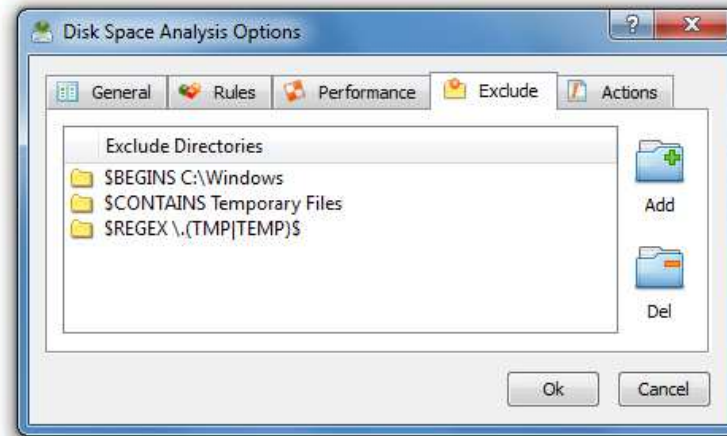 Disk Space Analysis Options
General Rules Performance Exclude Actions
Exclude Directories
$BEGINS C:\Windows
$CONTAINS Temporary Files
$REGEX \.(TMP|TEMP)$
Add
Del
Ok Cancel